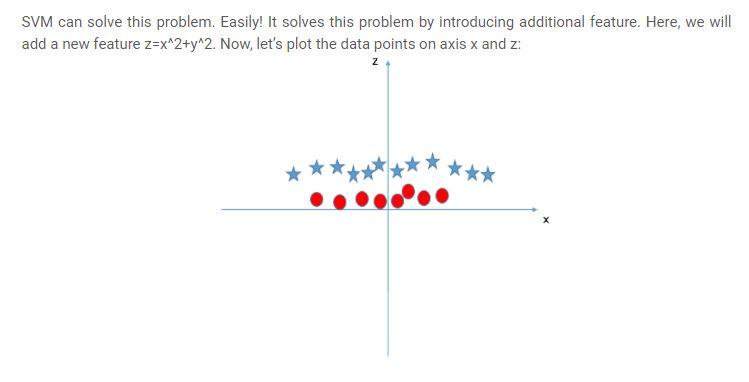 SVM can solve this problem. Easily! It solves this problem by introducing additional feature. Here, we will
add a new feature z=x^2+y^2. Now, let's plot the data points on axis x and z:
z
x